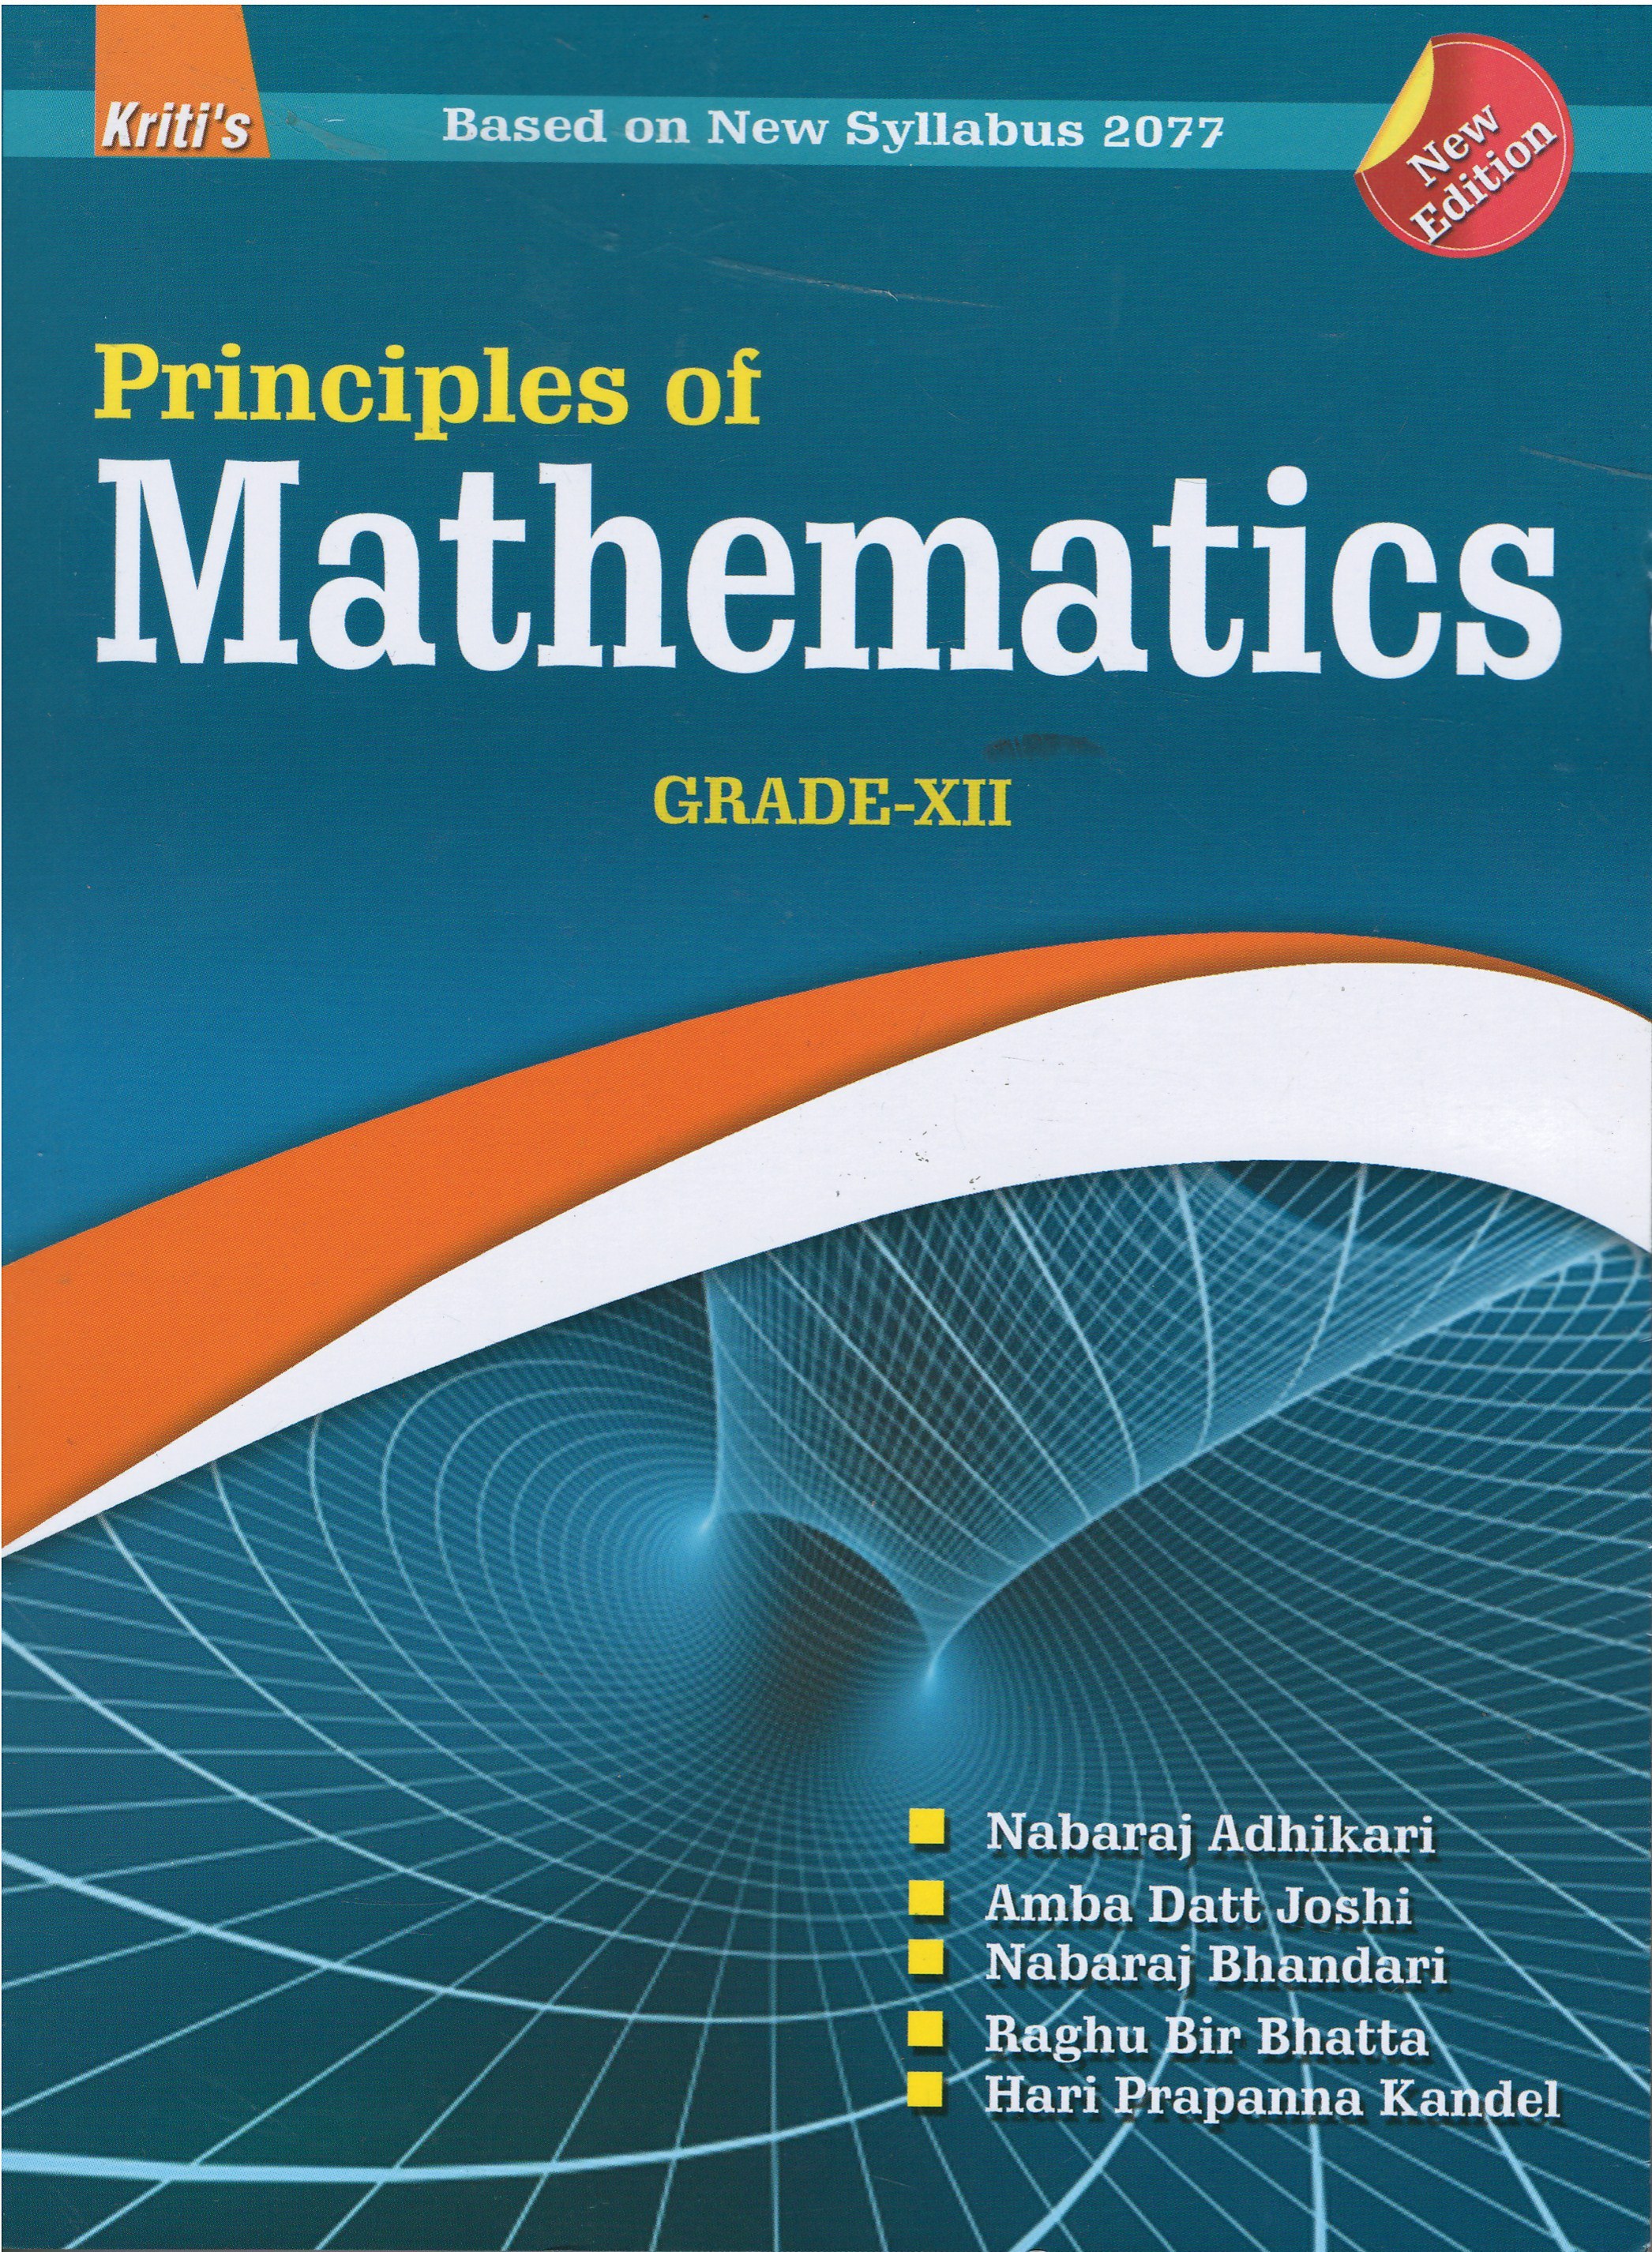 Kriti's
Based on New Syllabus 2077
New
Edition
Principles of
Mathematics
GRADE-XII
Nabaraj Adhikari
Amba Datt Joshi
Nabaraj Bhandari
Raghu Bir Bhatta
Hari Prapanna Kandel